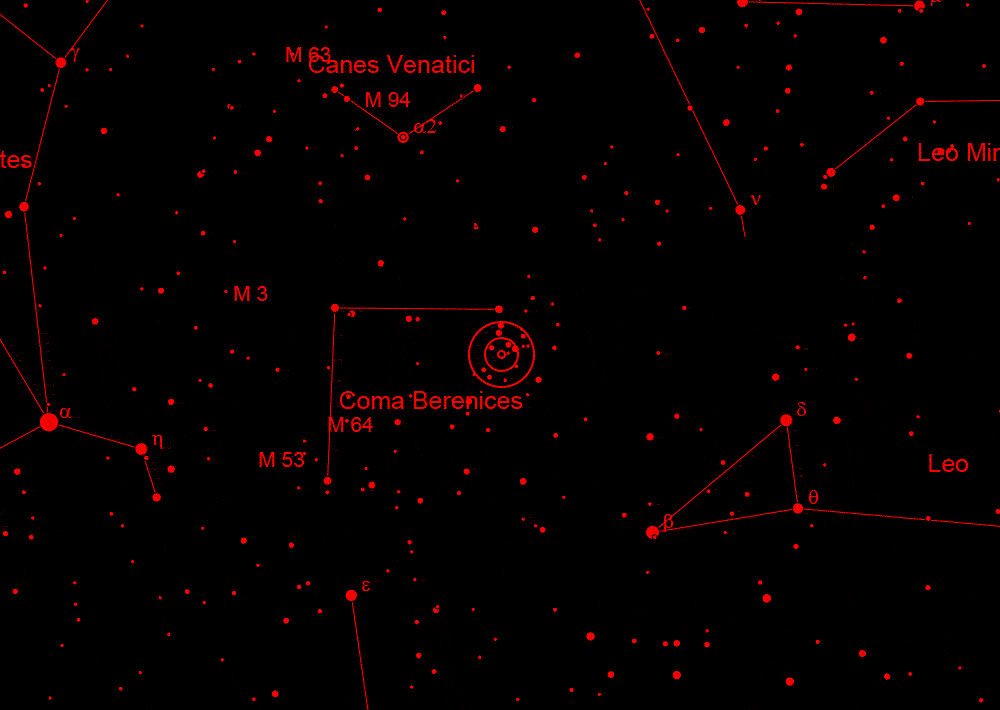 γ
M 63
Canes Venatici
M 94
α2
tes
Leo Min
ν
M 3
Coma Berenices
M 64
M 53
α
η
δ
Leo
θ
β
ε